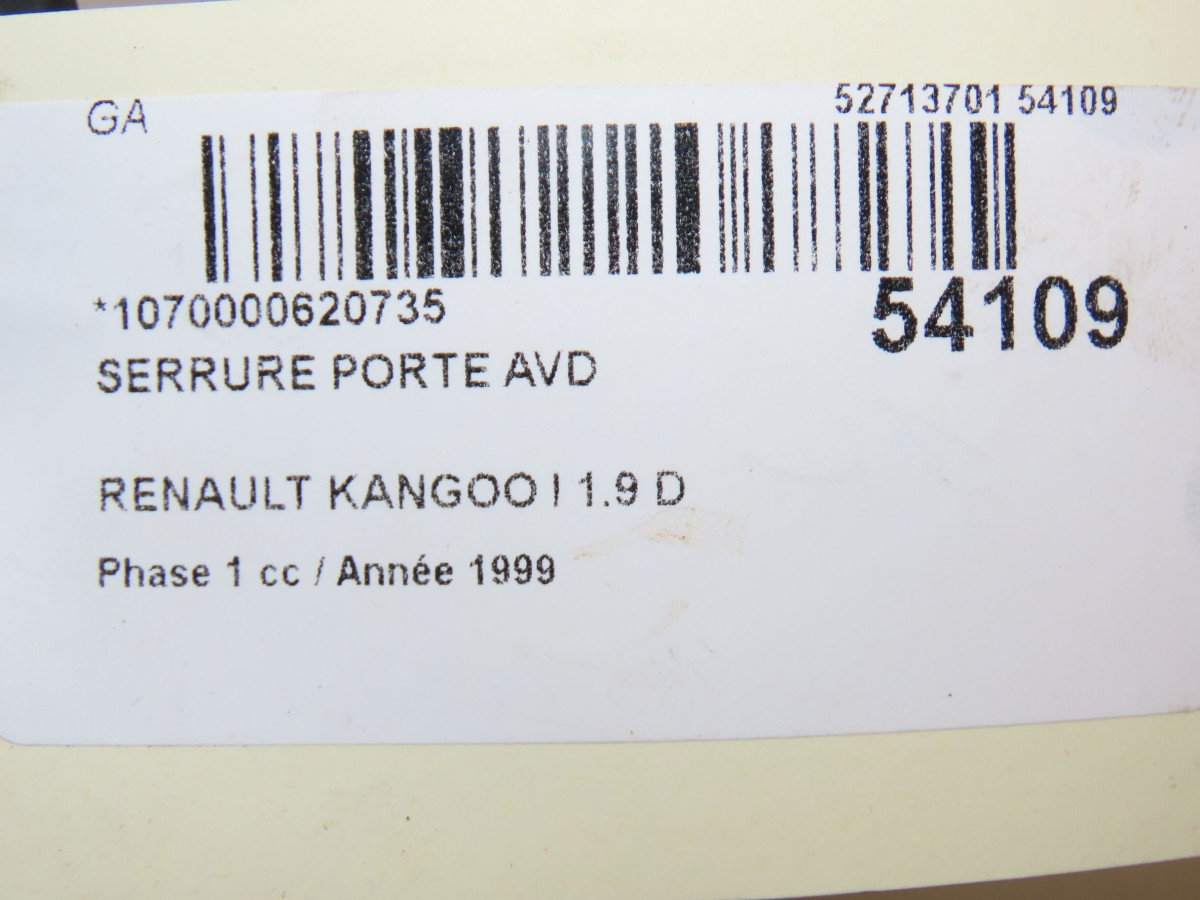 GA
52713701 54109
*1070000620735
54109
SERRURE PORTE AVD
RENAULT KANGOO I 1.9 D
Phase 1 cc / Année 1999